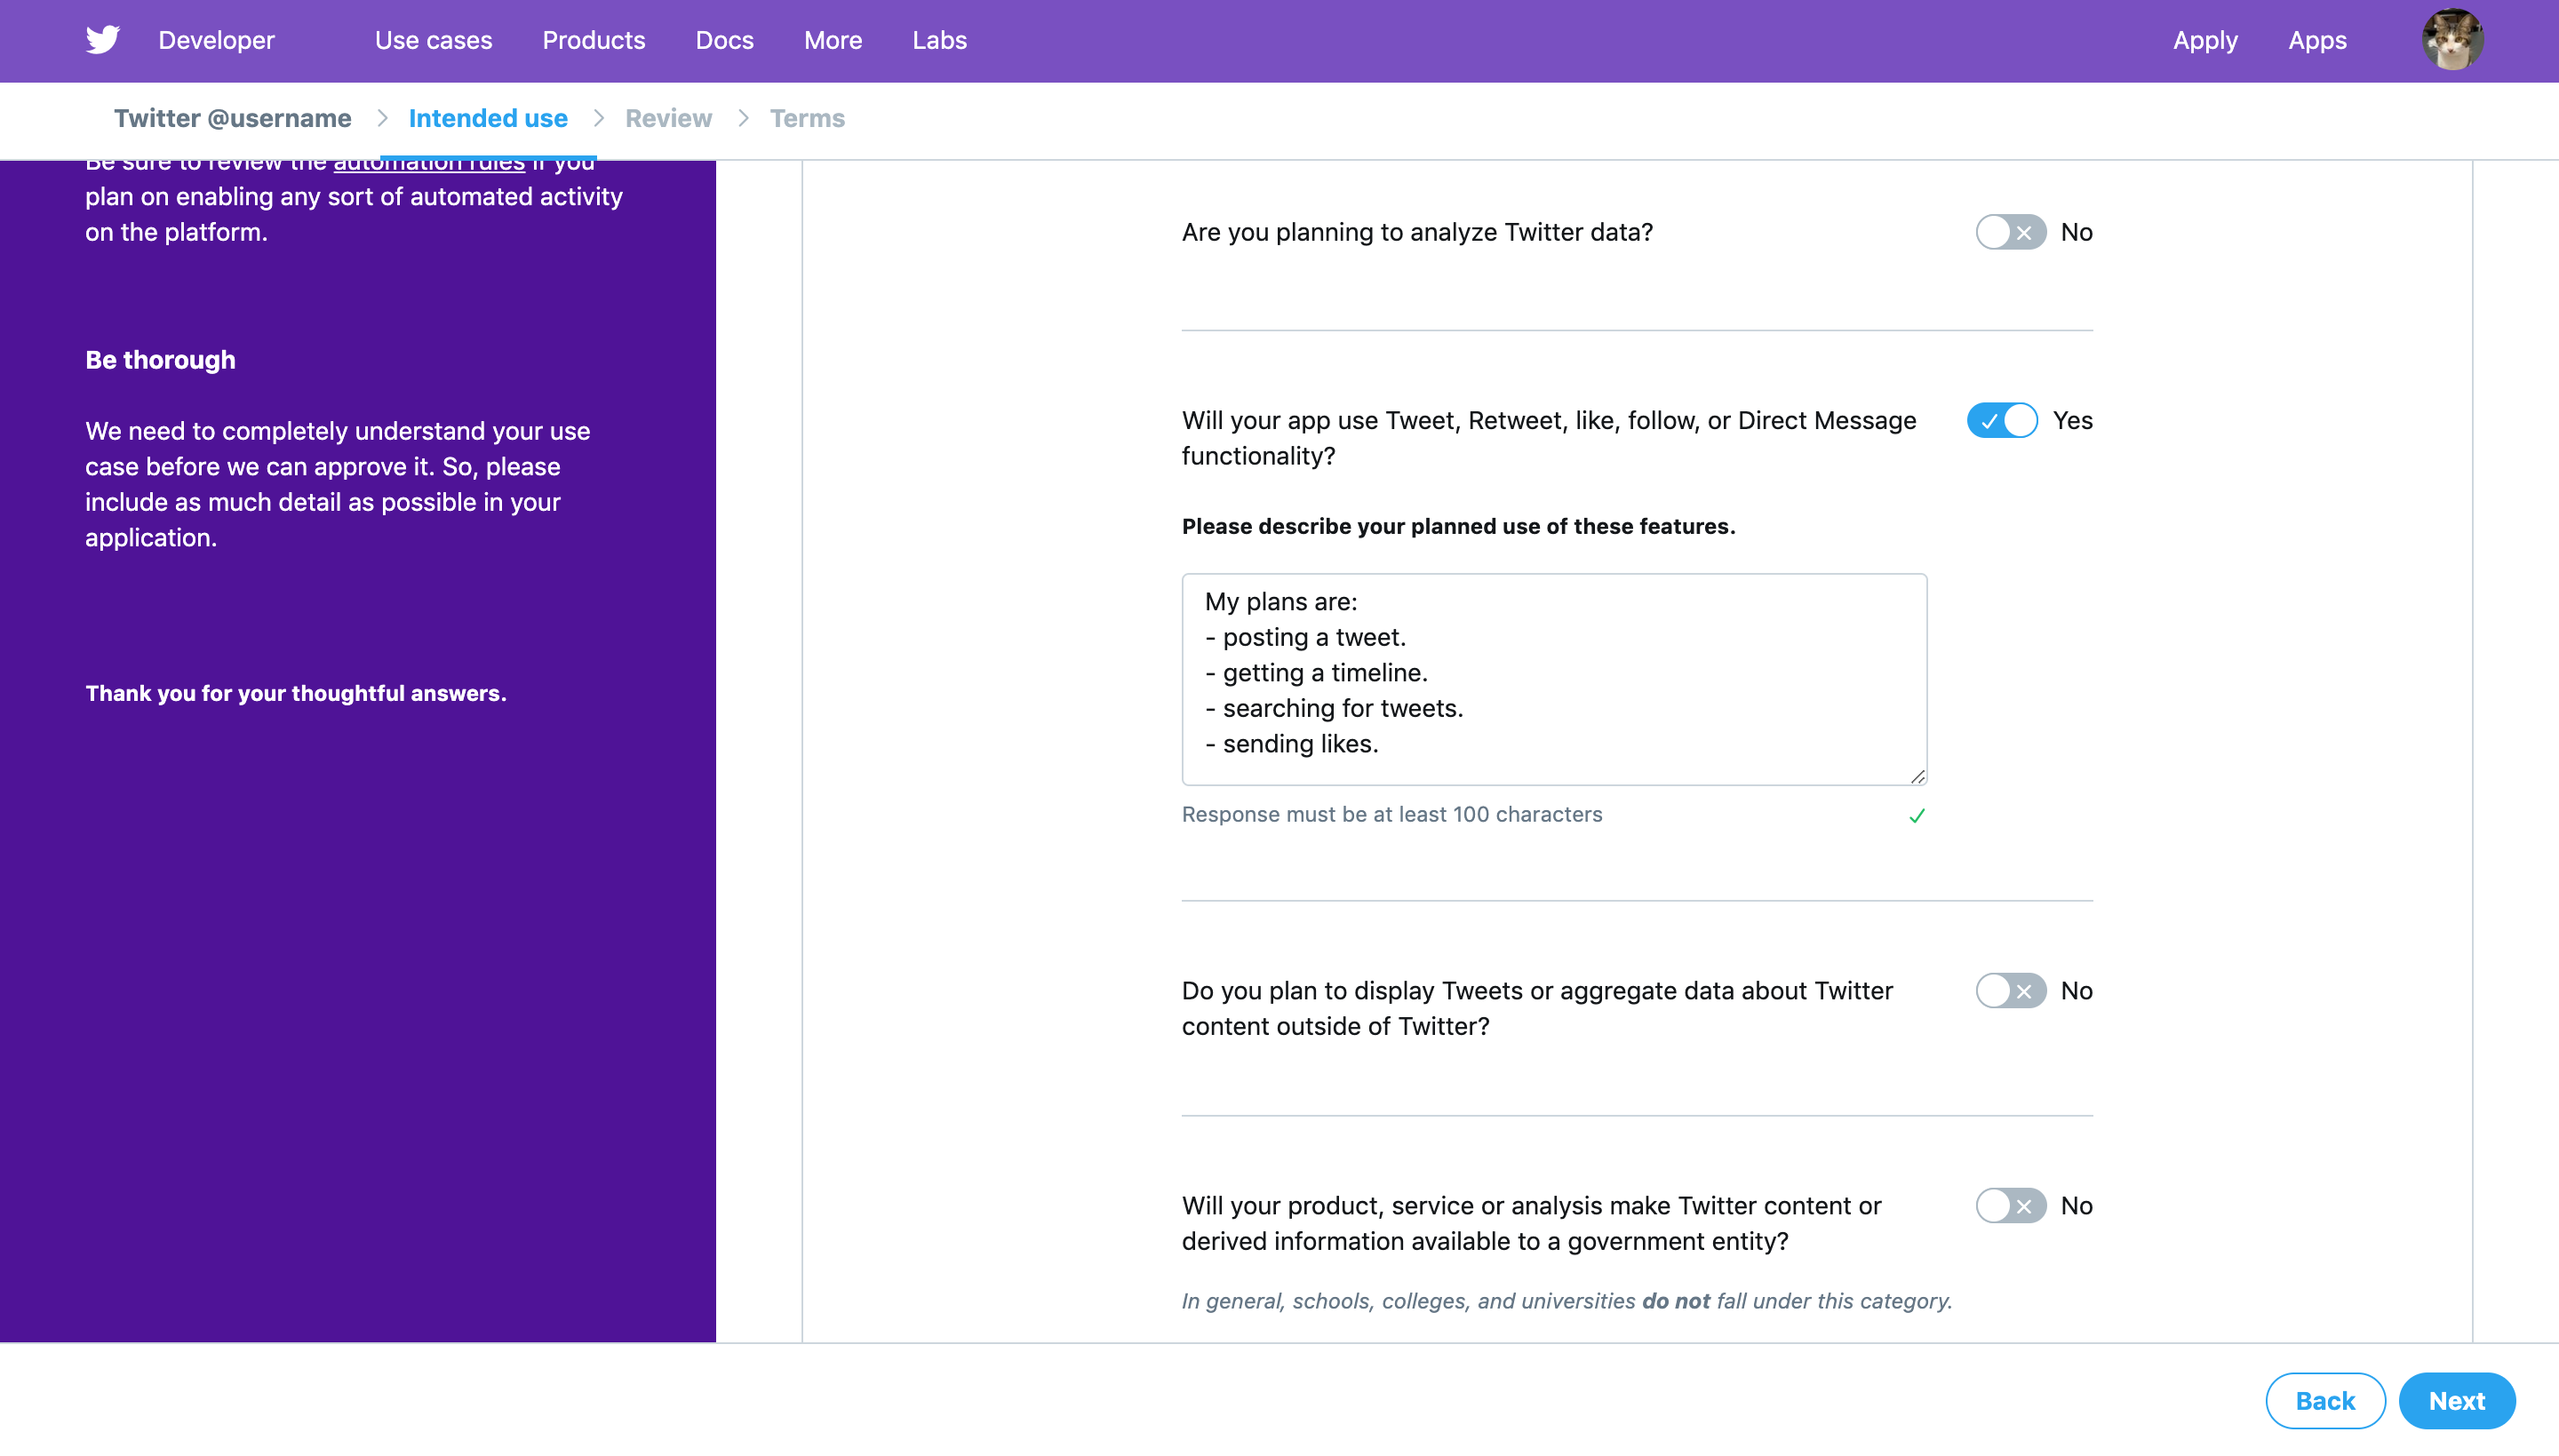 Developer
Use cases
Products
Docs
More
Labs
Apply
Apps
Twitter @username
Intended use
Review
Terms
Be sure to review the automation rules if you
plan on enabling any sort of automated activity
on the platform.
Be thorough
We need to completely understand your use
case before we can approve it. So, please
include as much detail as possible in your
application.
Thank you for your thoughtful answers.
Are you planning to analyze Twitter data?
No
Will your app use Tweet, Retweet, like, follow, or Direct Message
functionality?
Yes
Please describe your planned use of these features.
My plans are:
- posting a tweet.
- getting a timeline.
- searching for tweets.
- sending likes.
Response must be at least 100 characters
Do you plan to display Tweets or aggregate data about Twitter
content outside of Twitter?
No
Will your product, service or analysis make Twitter content or
derived information available to a government entity?
No
In general, schools, colleges, and universities do not fall under this category.
Back
Next